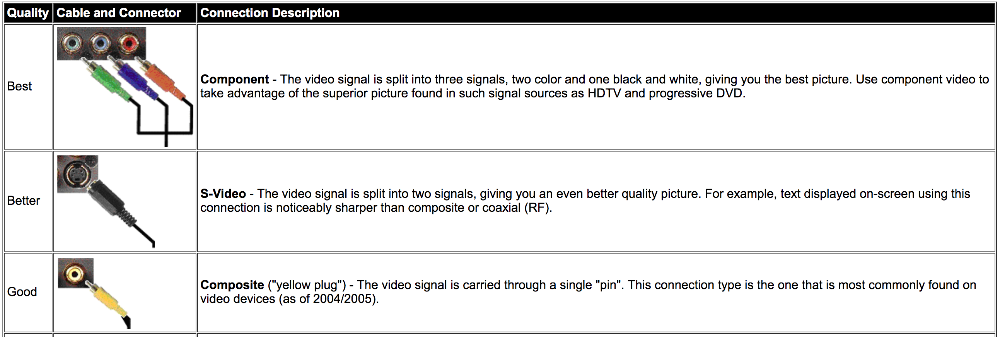 Quality Cable and Connector Connection Description
Best
Component - The video signal is split into three signals, two color and one black and white, giving you the best picture. Use component video to
take advantage of the superior picture found in such signal sources as HDTV and progressive DVD.
Better
S-Video - The video signal is split into two signals, giving you an even better quality picture. For example, text displayed on-screen using this
connection is noticeably sharper than composite or coaxial (RF).
Good
Composite ("yellow plug") - The video signal is carried through a single "pin". This connection type is the one that is most commonly found on
video devices (as of 2004/2005).